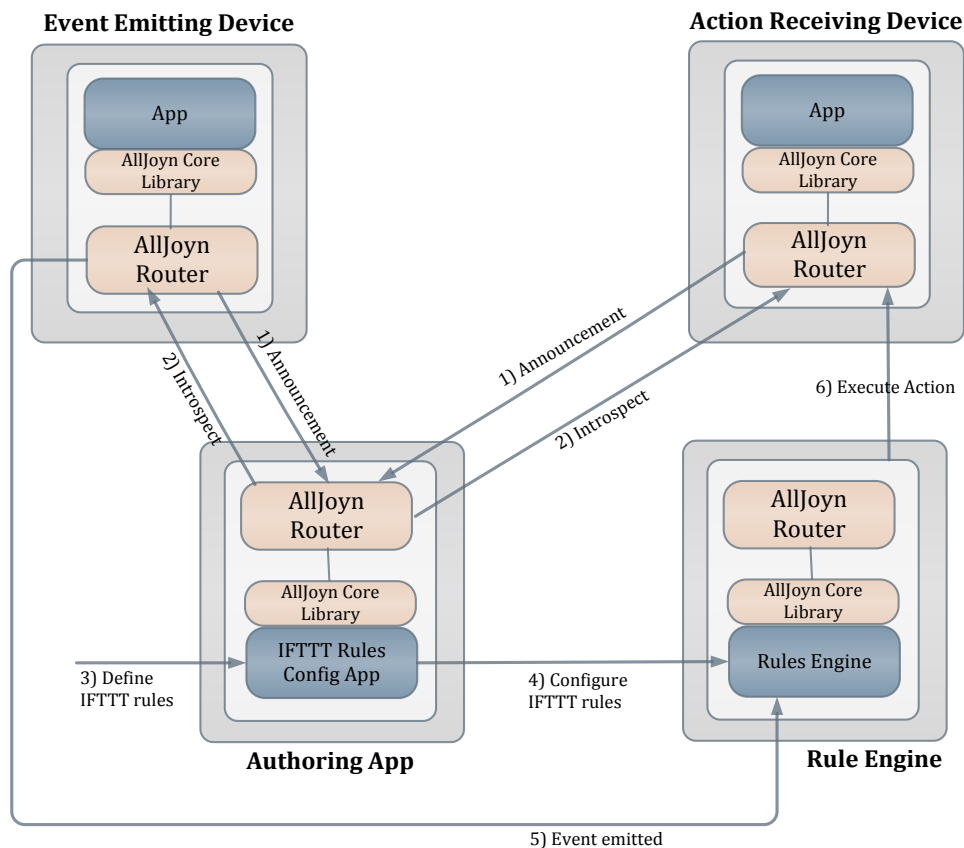 Event Emitting Device
Action Receiving Device
App
AllJoyn Core
Library
AllJoyn
Router
App
AllJoyn Core
Library
AllJoyn
Router
1) Announcement
2) Introspect
1) Announcement
2) Introspect
6) Execute Action
AllJoyn
Router
AllJoyn Core
Library
IFTTT Rules
Config App
AllJoyn
Router
AllJoyn Core
Library
Rules Engine
3) Define
IFTTT rules
4) Configure
IFTTT rules
Authoring App
Rule Engine
5) Event emitted